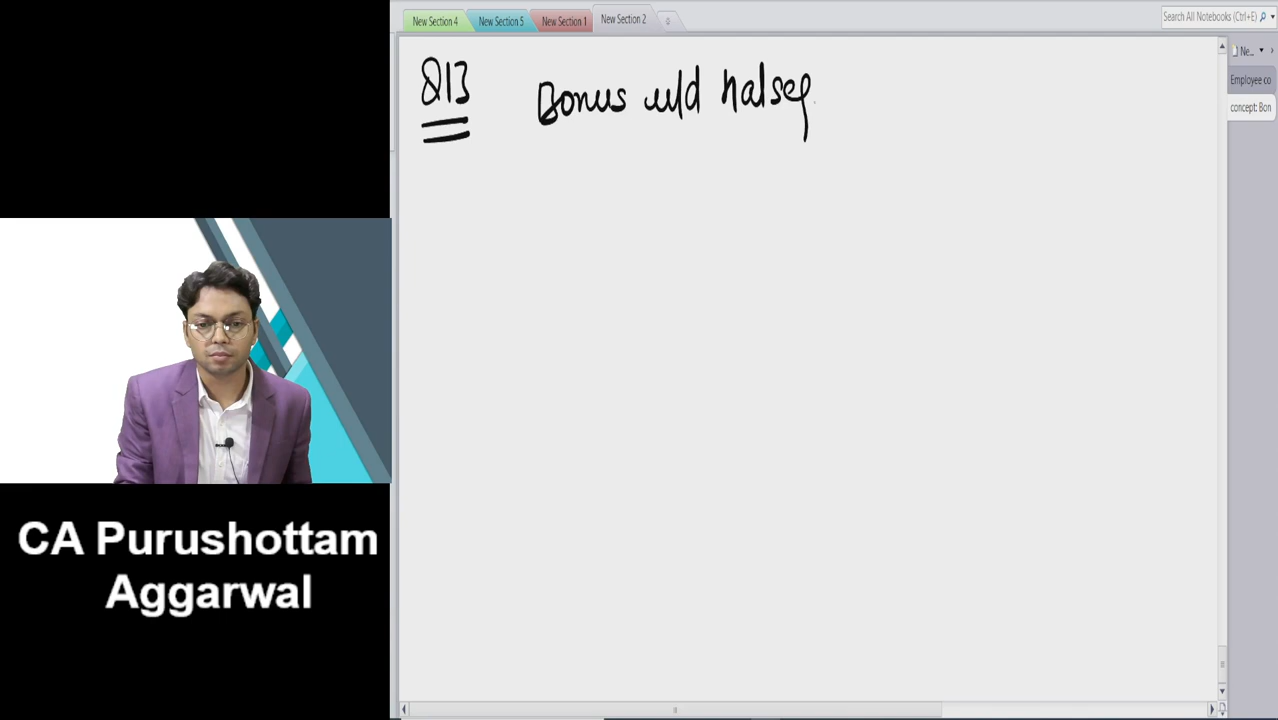 New Section 4 New Section 5 New Section 1 New Section 2
Search All Notebooks (Ctrl+E)
Ne...
Employee co
concept: Bon
Q13 Bonus u/d halsey
CA Purushottam
Aggarwal